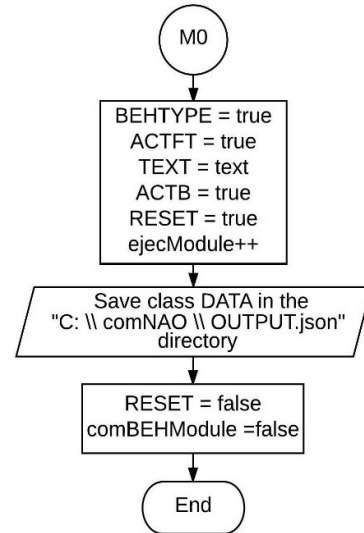 M0
BEHTYPE = true
ACTFT = true
TEXT = text
ACTB = true
RESET = true
ejecModule++
Save class DATA in the
"C: \\ comNAO \\ OUTPUT.json"
directory
RESET = false
comBEHModule =false
End